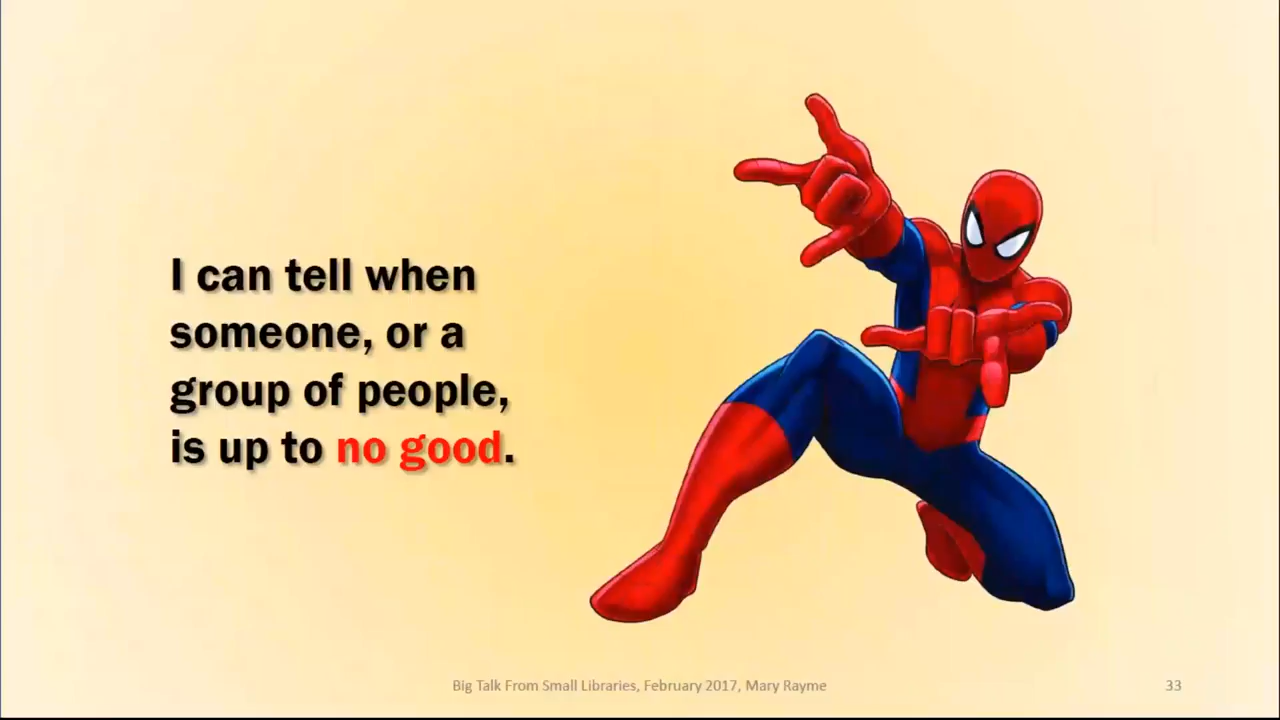 I can tell when
someone, or a
group of people,
is up to no good.
Big Talk From Small Libraries, February 2017, Mary Rayme
33